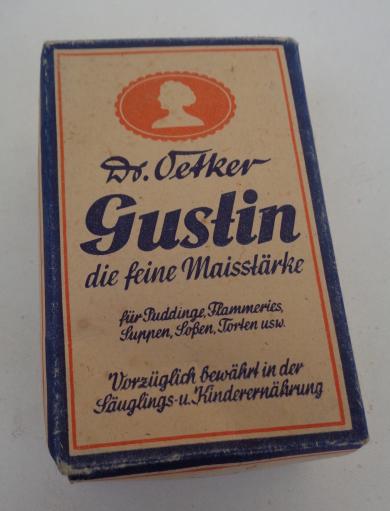 Dr. Oetker
Gustin
die feine Maisstärke
für Puddinge, Flammeries,
Suppen, Soßen, Torten usw.
Vorzüglich bewährt in der
Säuglings- u. Kinderernährung